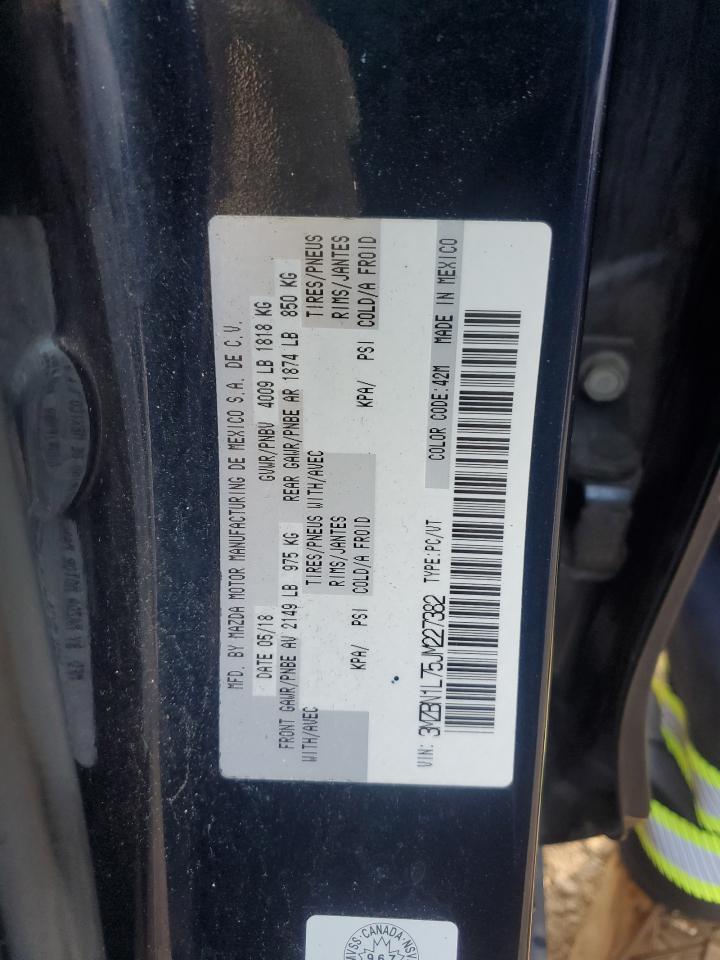 MFD. BY MAZDA MOTOR MANUFACTURING DE MEXICO S.A. DE C.V.
DATE 05/18 GVWR/PNBV 4009 LB 1818 KG
FRONT GAWR/PNBE AV 2149 LB 975 KG REAR GAWR/PNBE AR 1874 LB 850 KG
WITH/AVEC TIRES/PNEUS WITH/AVEC TIRES/PNEUS
RIMS/JANTES RIMS/JANTES
KPA/ PSI COLD/A FROID KPA/ PSI COLD/A FROID
VIN: 3MZBN1L75JM227382 TYPE:PC/VT COLOR CODE:42M MADE IN MEXICO
CANADA